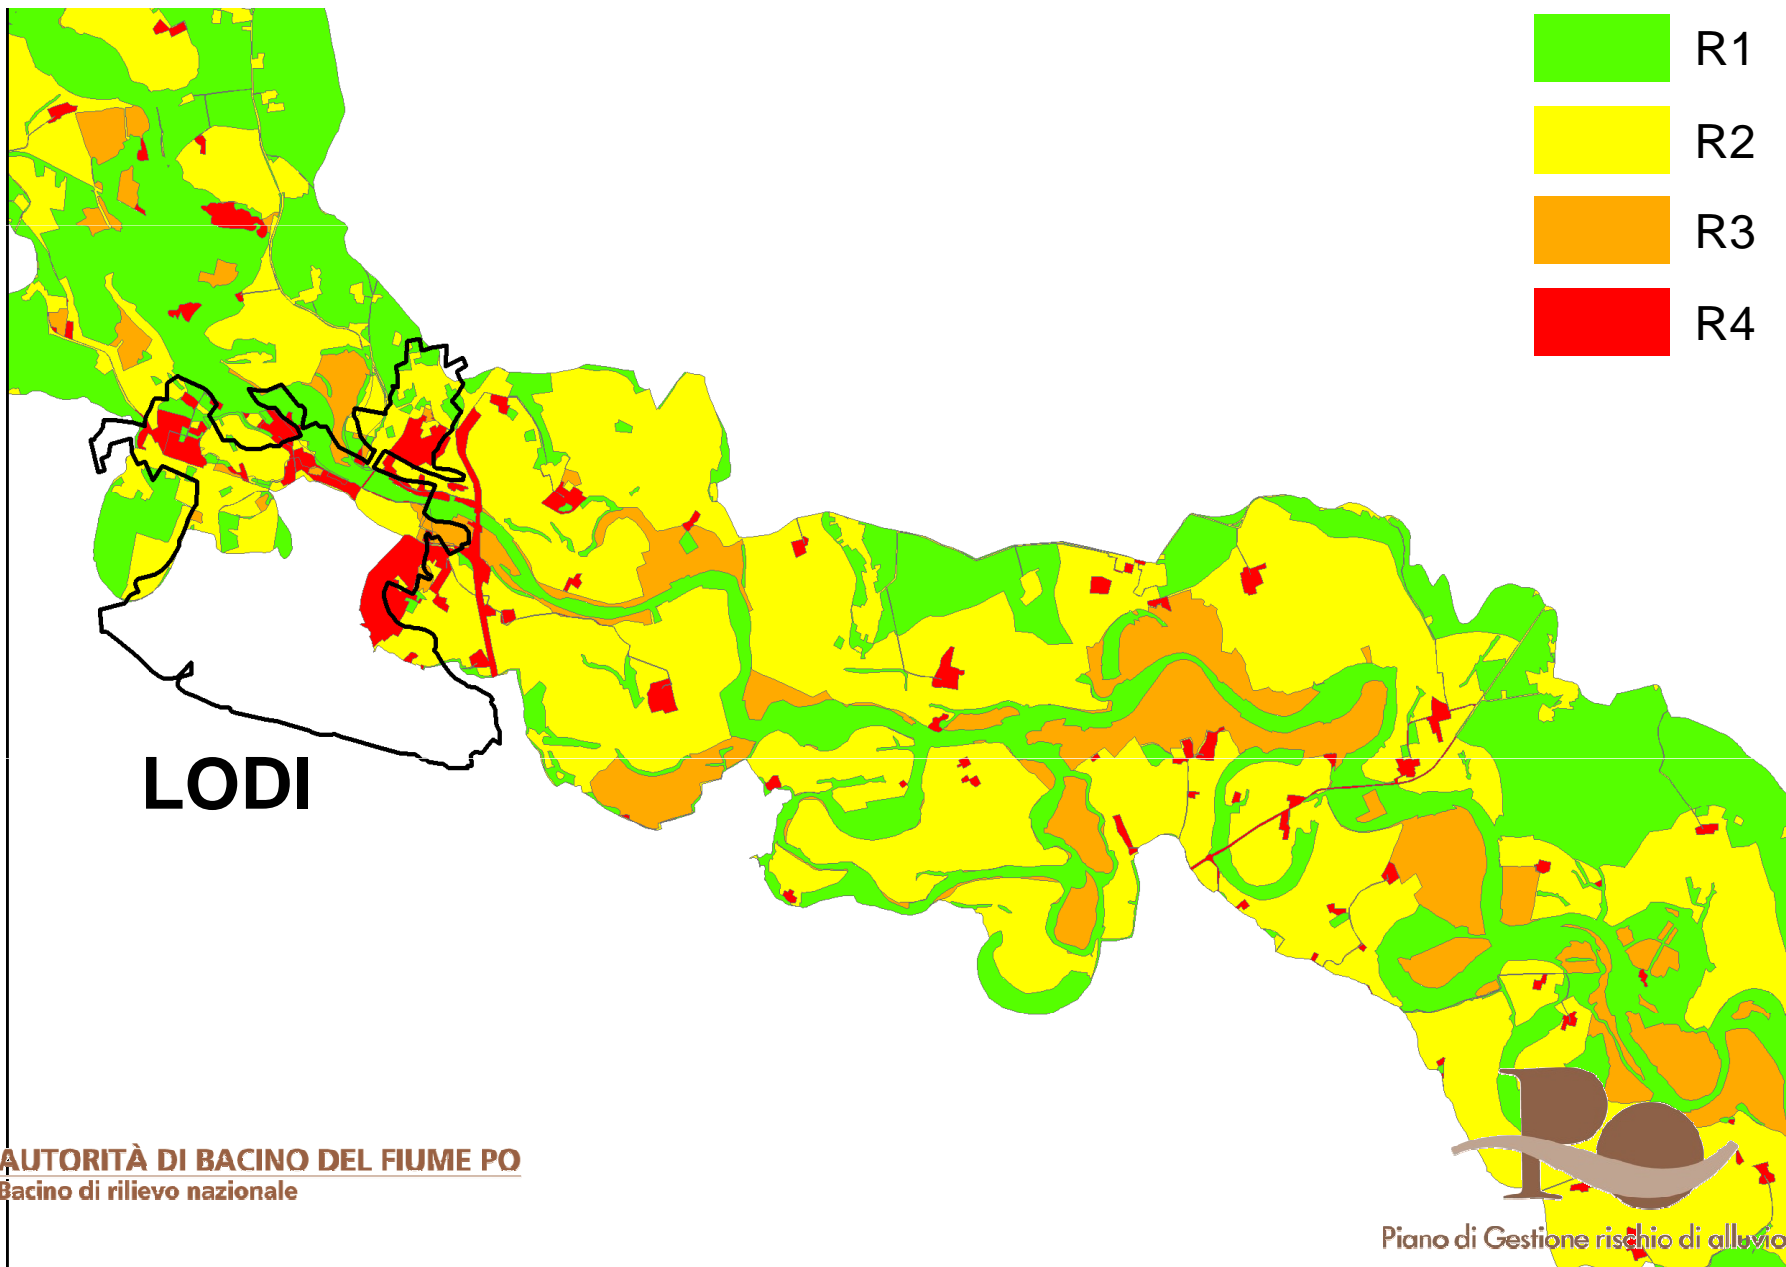 R1
R2
R3
R4
LODI
AUTORITÀ DI BACINO DEL FIUME PO
Bacino di rilievo nazionale
PO
Piano di Gestione rischio di alluvio